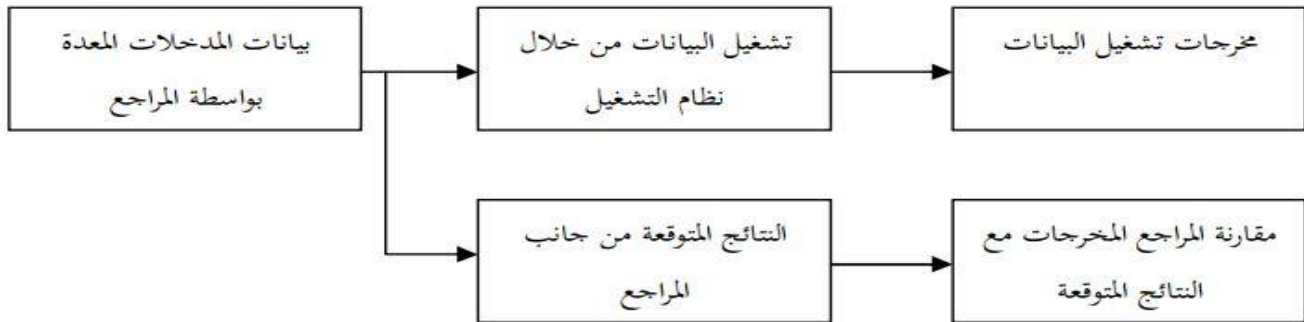 بيانات المدخلات المعدة
بواسطة المراجع
تشغيل البيانات من خلال
نظام التشغيل
مخرجات تشغيل البيانات
النتائج المتوقعة من جانب
المراجع
مقارنة المراجع المخرجات مع
النتائج المتوقعة